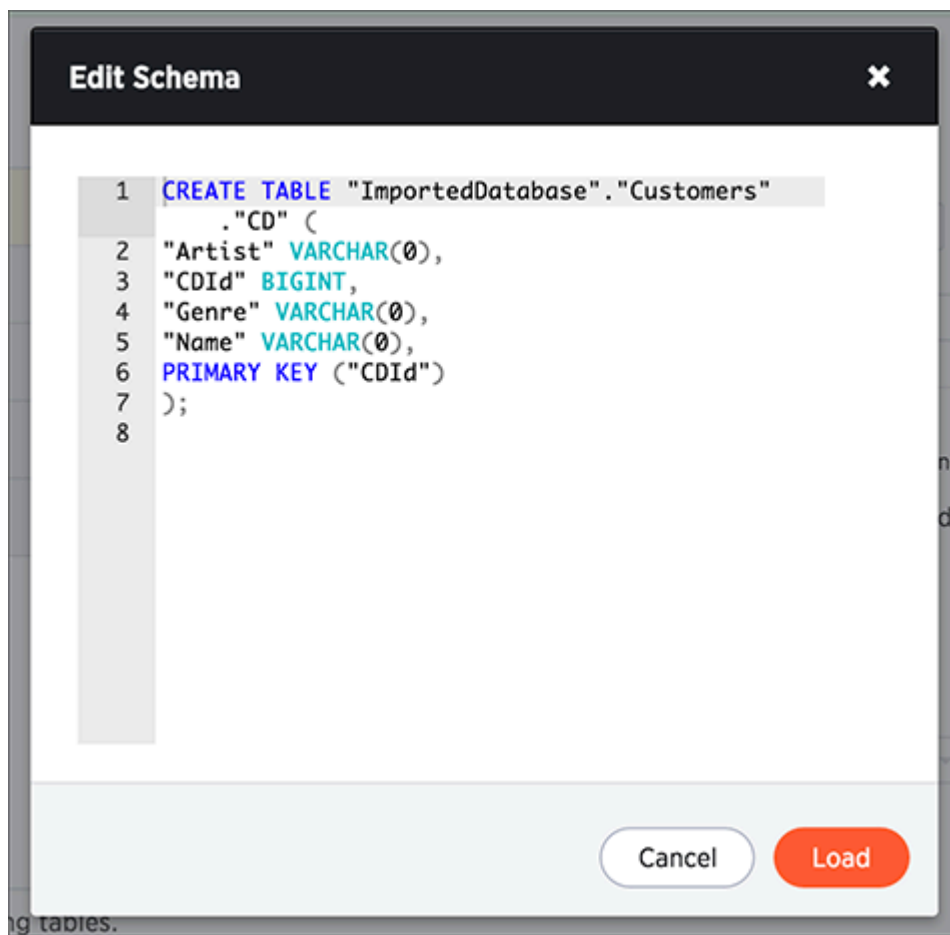 Edit Schema
1 CREATE TABLE "ImportedDatabase"."Customers"
."CD" (
2 "Artist" VARCHAR(0),
3 "CDId" BIGINT,
4 "Genre" VARCHAR(0),
5 "Name" VARCHAR(0),
6 PRIMARY KEY ("CDId")
7 );
8
n
d
Cancel Load
ng tables.